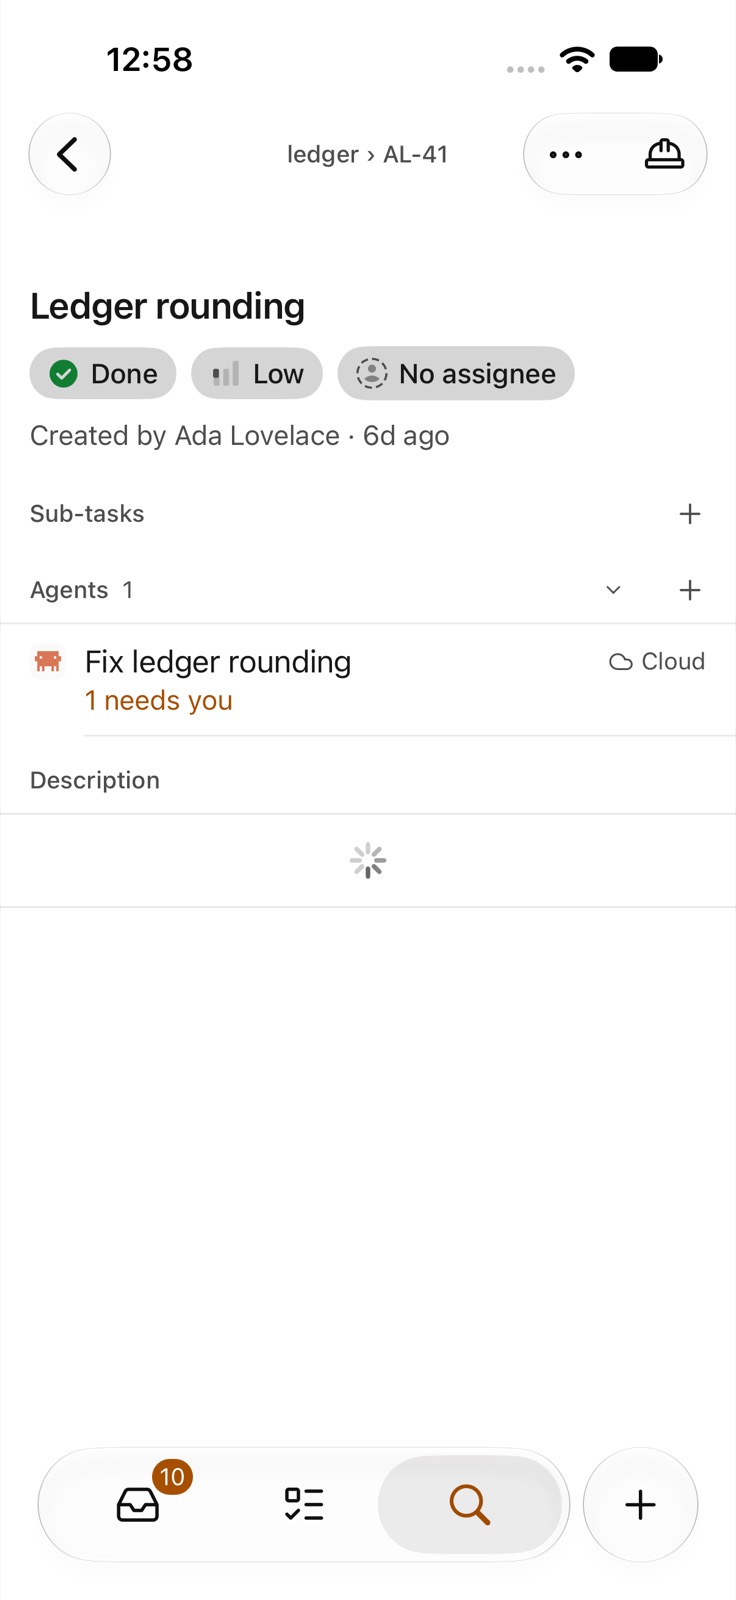 12:58
ledger › AL-41
Ledger rounding
Done
Low
No assignee
Created by Ada Lovelace · 6d ago
Sub-tasks
Agents 1
Fix ledger rounding
Cloud
1 needs you
Description
10